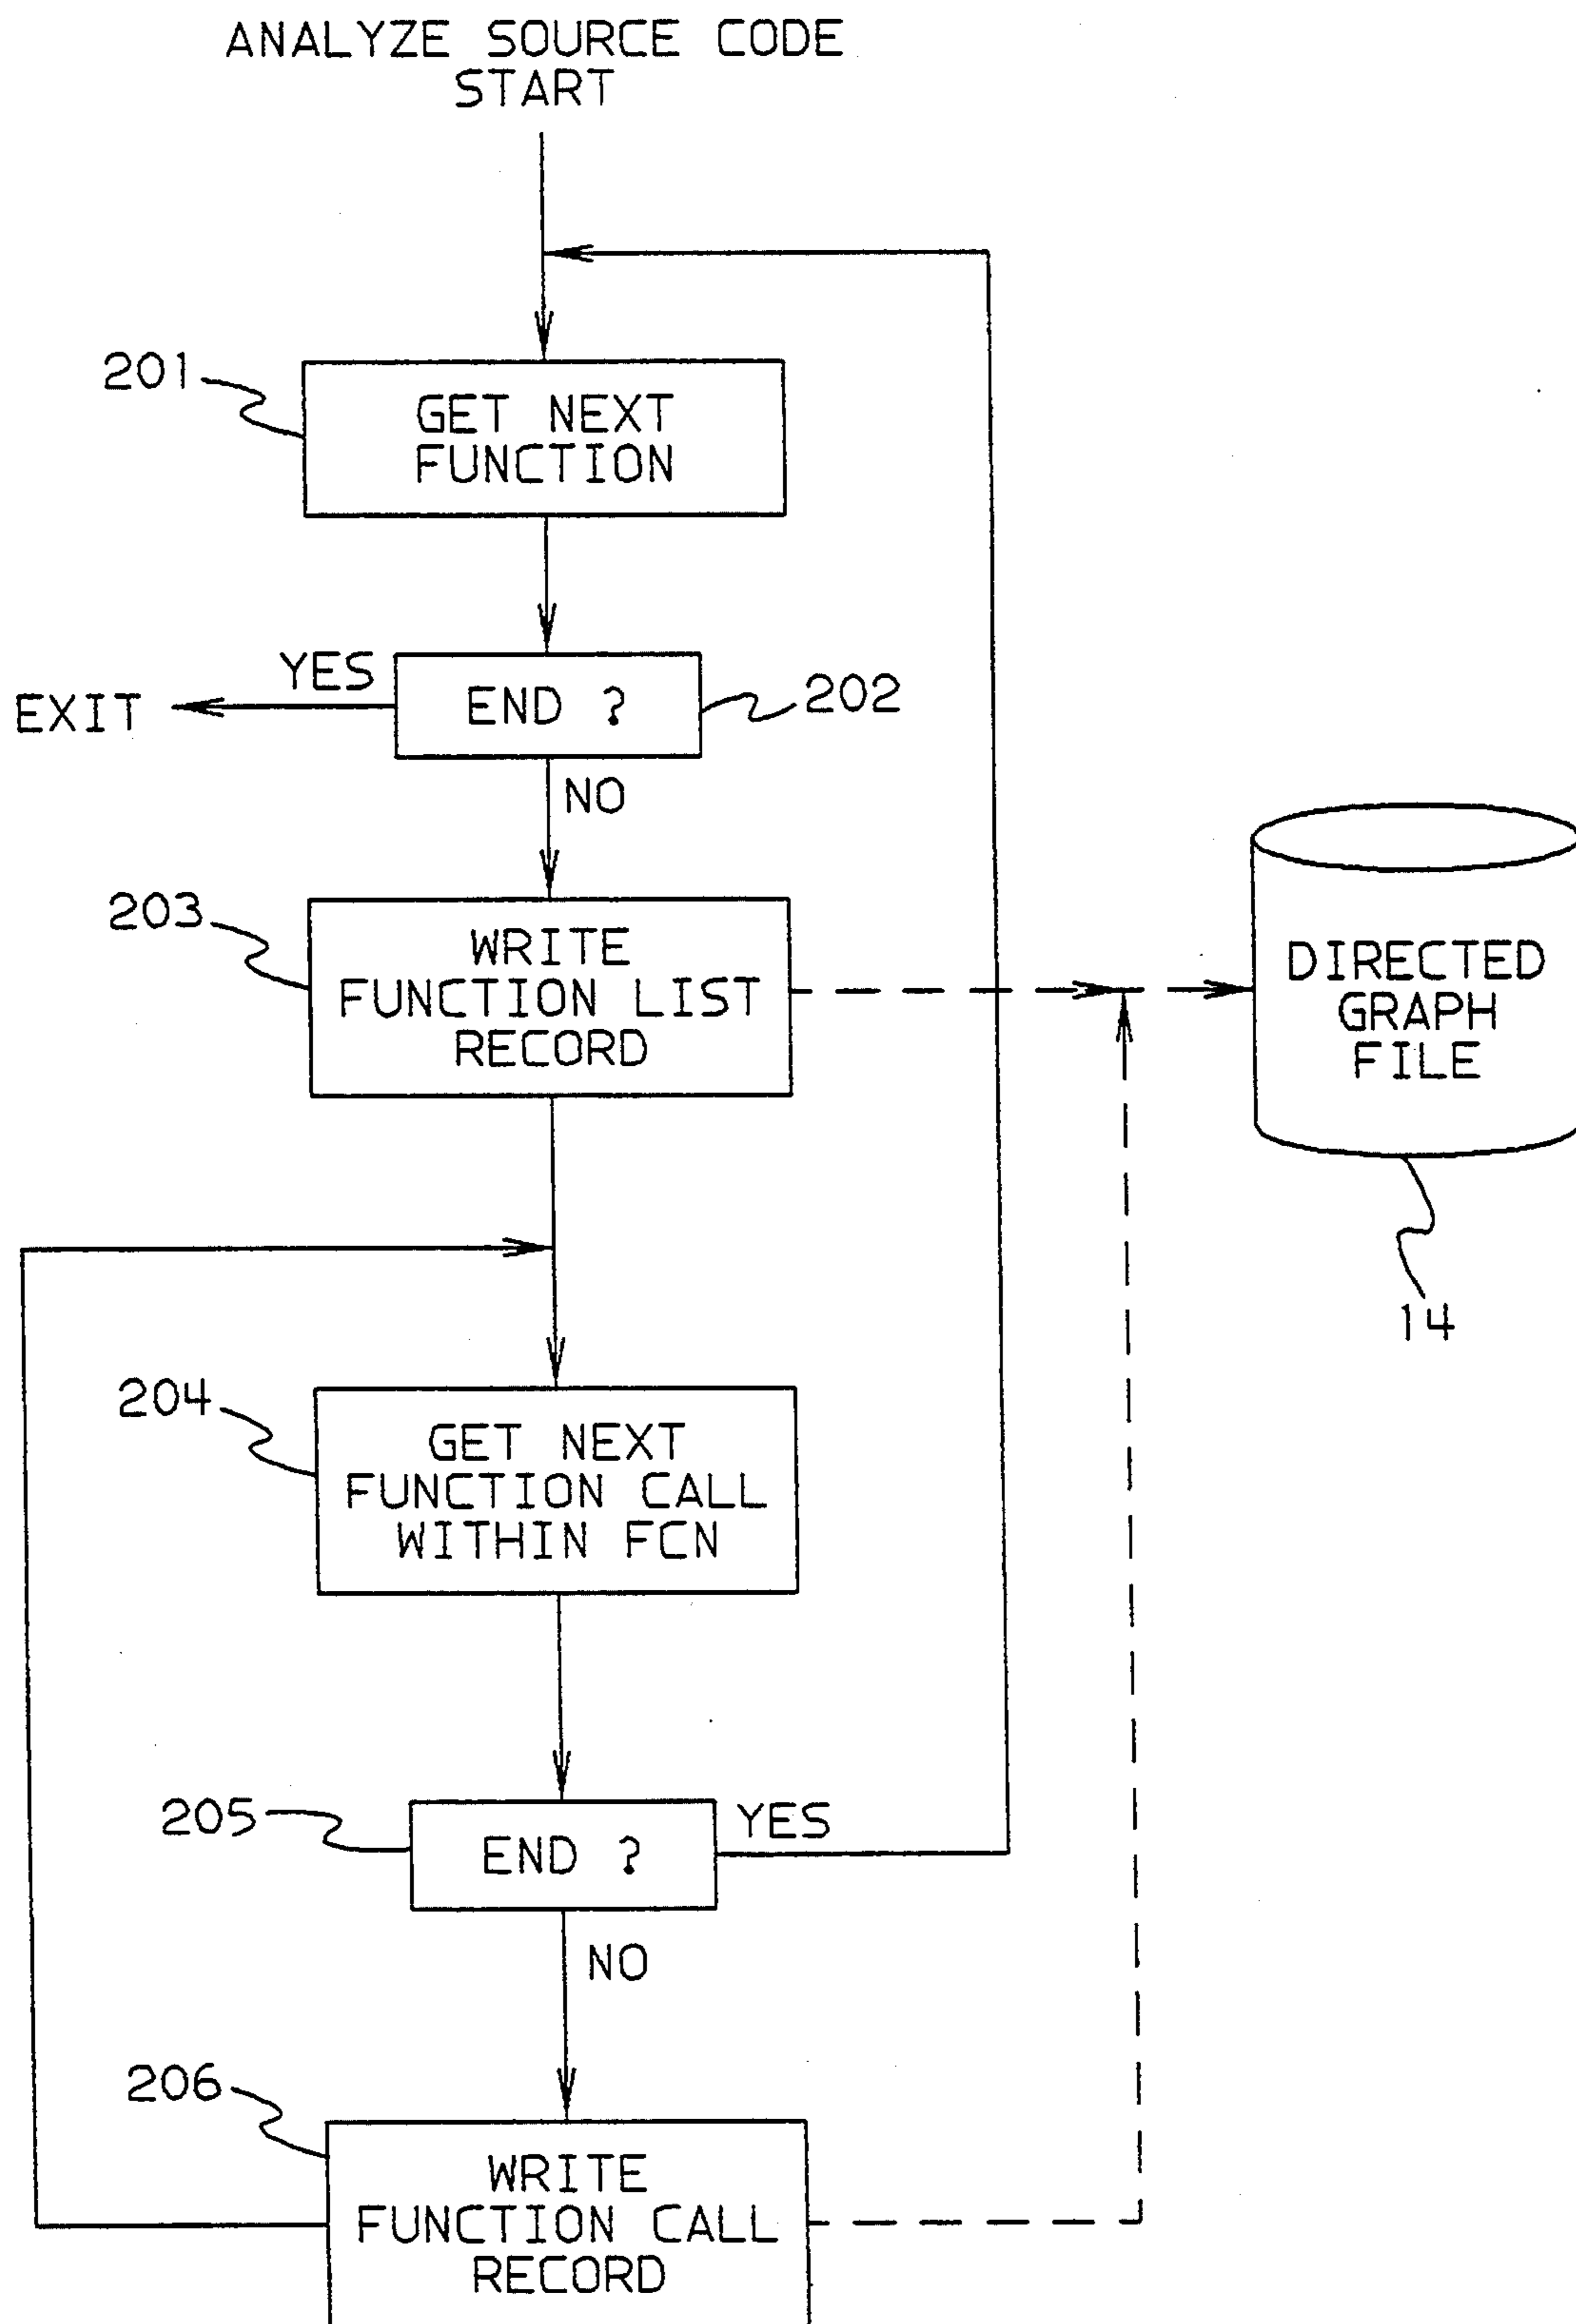 ANALYZE SOURCE CODE
START
201
GET NEXT
FUNCTION
YES
EXIT
END ?
202
NO
203
WRITE
FUNCTION LIST
RECORD
DIRECTED
GRAPH
FILE
14
204
GET NEXT
FUNCTION CALL
WITHIN FCN
205
END ?
YES
NO
206
WRITE
FUNCTION CALL
RECORD